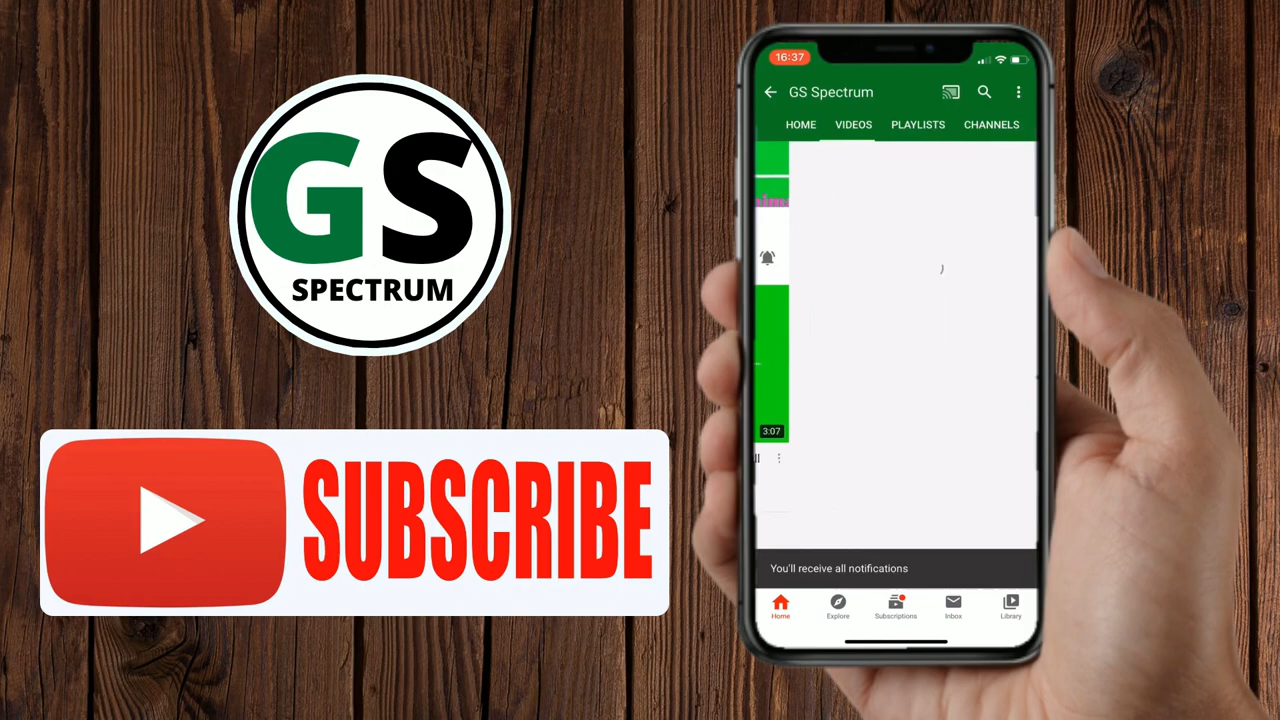 GS
SPECTRUM
SUBSCRIBE
16:37
GS Spectrum
HOME VIDEOS PLAYLISTS CHANNELS
3:07
You'll receive all notifications
Home Explore Subscriptions Inbox Library